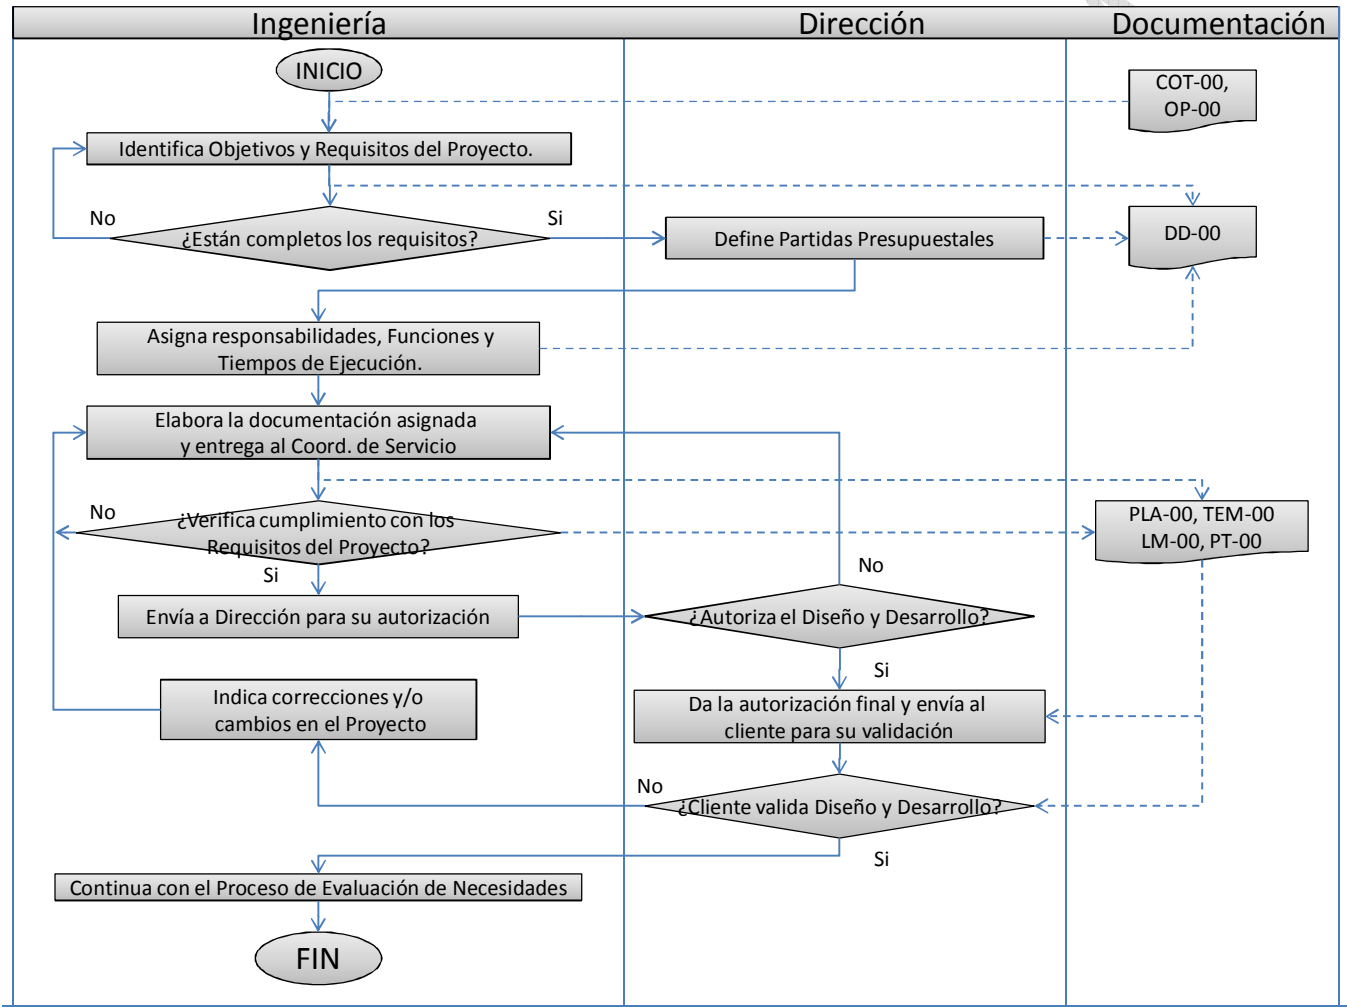 Ingeniería
Dirección
Documentación
INICIO
COT-00,
OP-00
Identifica Objetivos y Requisitos del Proyecto.
No
¿Están completos los requisitos?
Si
Define Partidas Presupuestales
DD-00
Asigna responsabilidades, Funciones y
Tiempos de Ejecución.
Elabora la documentación asignada
y entrega al Coord. de Servicio
No
¿Verifica cumplimiento con los
Requisitos del Proyecto?
PLA-00, TEM-00
LM-00, PT-00
Si
No
Envía a Dirección para su autorización
¿Autoriza el Diseño y Desarrollo?
Si
Indica correcciones y/o
cambios en el Proyecto
Da la autorización final y envía al
cliente para su validación
No
¿Cliente valida Diseño y Desarrollo?
Si
Continua con el Proceso de Evaluación de Necesidades
FIN